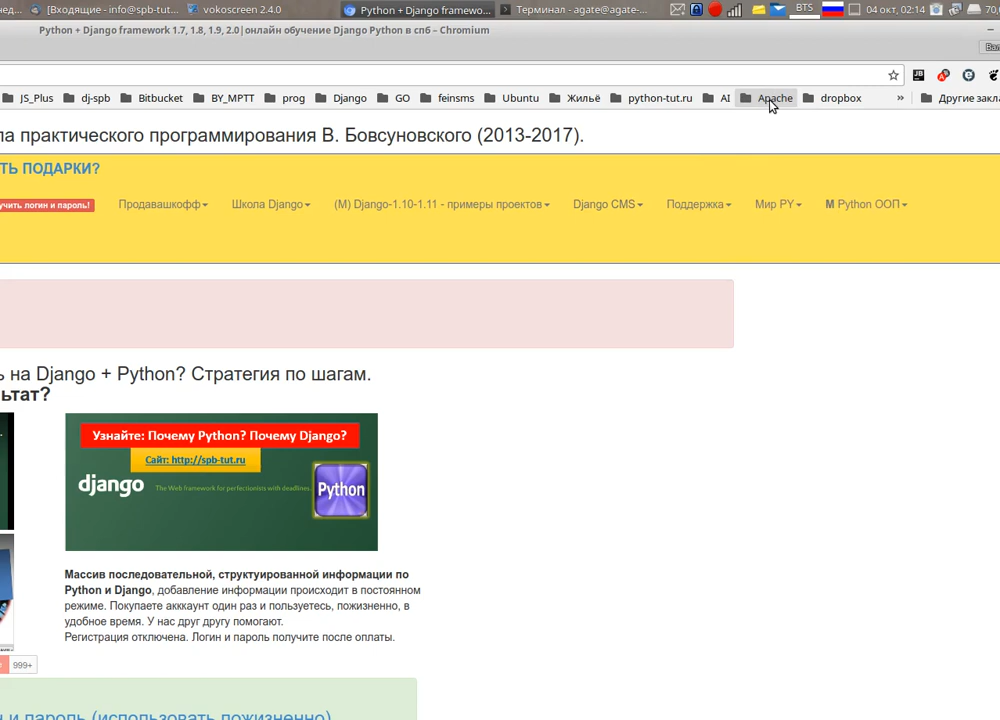 нед... [Входящие - info@spb-tut... vokoscreen 2.4.0 Python + Django framewo... Терминал - agate@agate-... BTS 04 окт, 02:14 70,
Python + Django framework 1.7, 1.8, 1.9, 2.0|онлайн обучение Django Python в спб – Chromium
JS_Plus dj-spb Bitbucket BY_MPTT prog Django GO feinsms Ubuntu Жильё python-tut.ru AI Apache dropbox » Другие закла
ла практического программирования В. Бовсуновского (2013-2017).
ТЬ ПОДАРКИ?
учить логин и пароль! Продавашкофф Школа Django (M) Django-1.10-1.11 - примеры проектов Django CMS Поддержка Мир PY M Python ООП
ь на Django + Python? Стратегия по шагам.
ьтат?
Узнайте: Почему Python? Почему Django?
Сайт: http://spb-tut.ru
django The Web framework for perfectionists with deadlines. Python
Массив последовательной, структуированной информации по
Python и Django, добавление информации происходит в постоянном
режиме. Покупаете акккаунт один раз и пользуетесь, пожизненно, в
удобное время. У нас друг другу помогают.
Регистрация отключена. Логин и пароль получите после оплаты.
999+
н и пароль (использовать пожизненно)